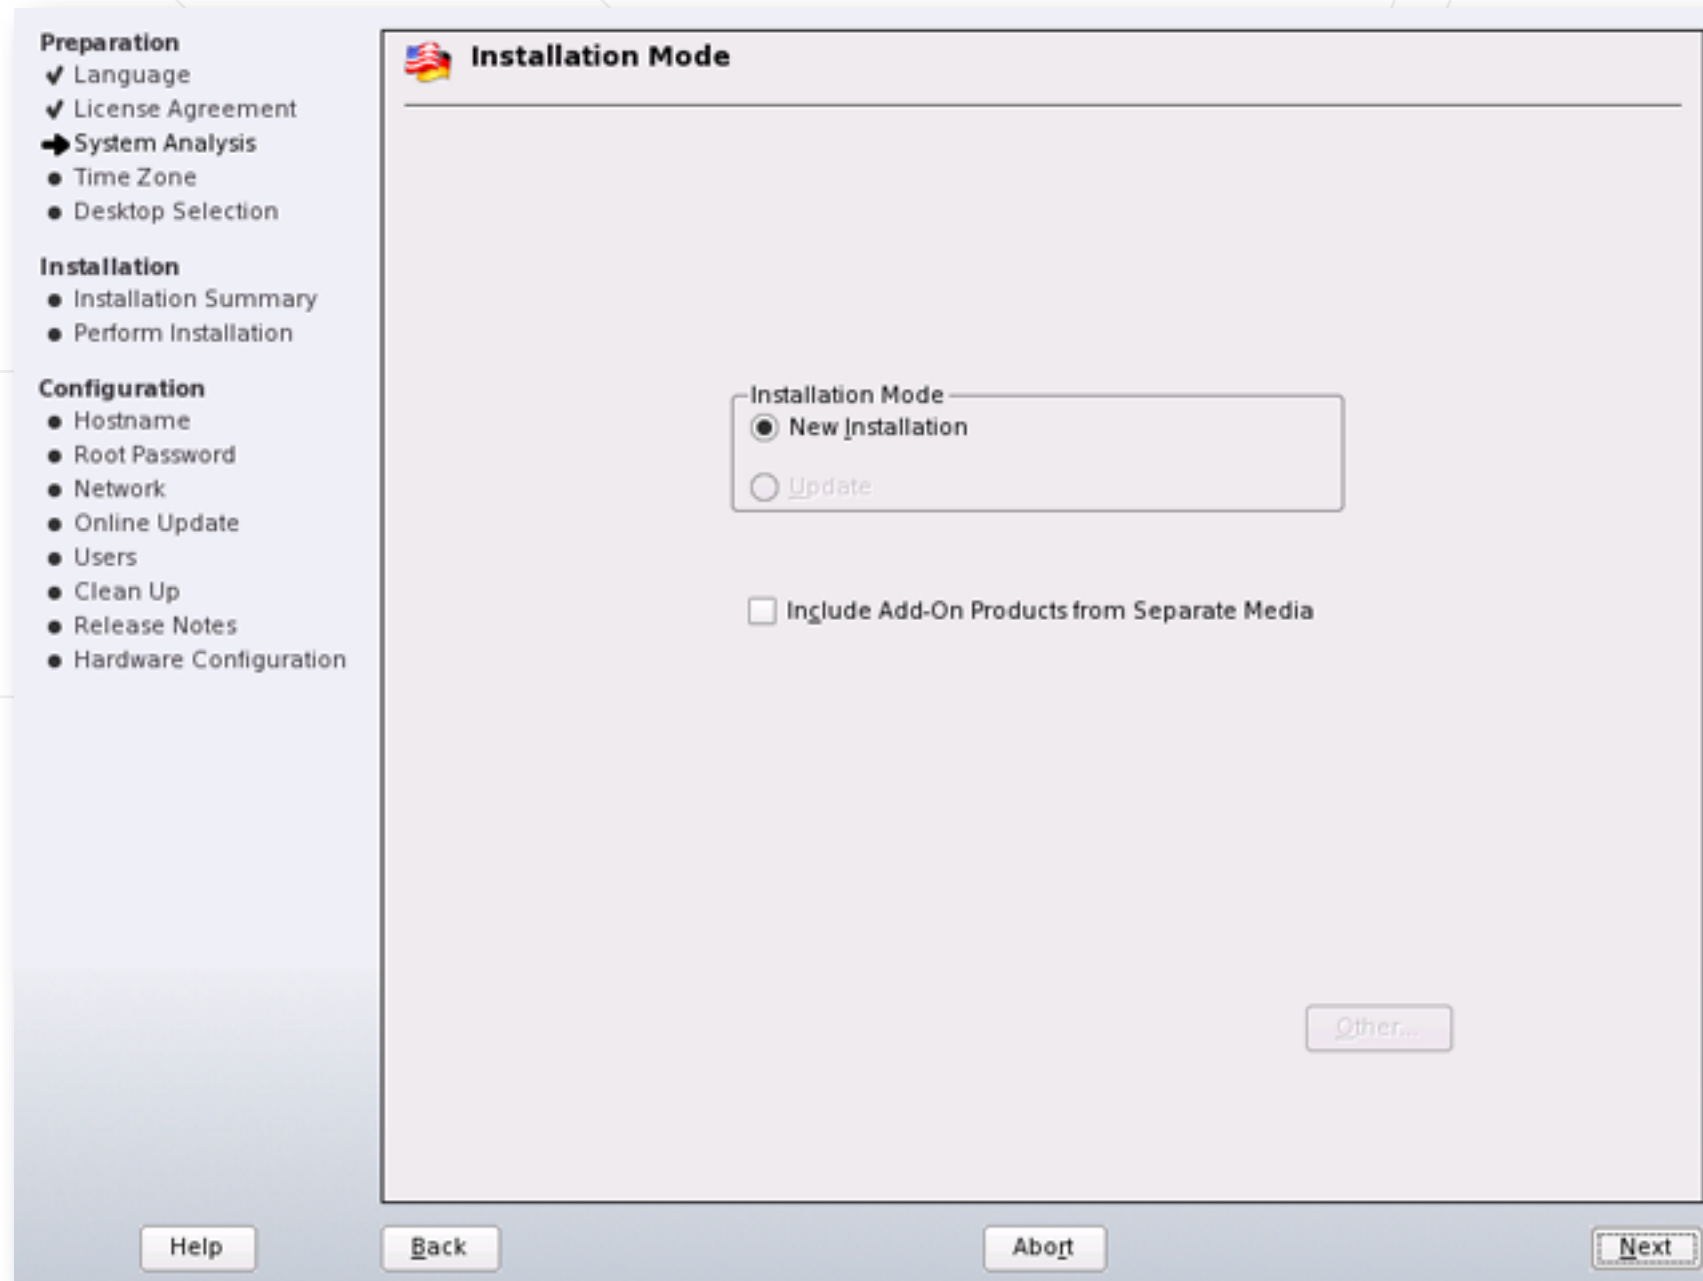 Preparation
Language
License Agreement
System Analysis
Time Zone
Desktop Selection
Installation
Installation Summary
Perform Installation
Configuration
Hostname
Root Password
Network
Online Update
Users
Clean Up
Release Notes
Hardware Configuration
Installation Mode
Installation Mode
New Installation
Update
Include Add-On Products from Separate Media
Other...
Help
Back
Abort
Next